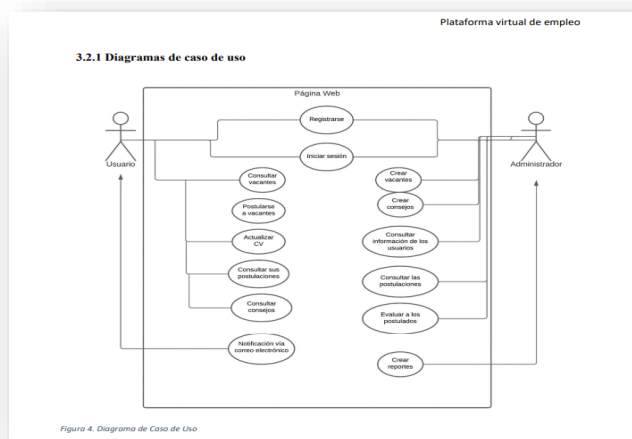 Plataforma virtual de empleo
3.2.1 Diagramas de caso de uso
Página Web
Registrarse
Iniciar sesión
Usuario
Administrador
Consultar
vacantes
Crear
vacantes
Postularse
a vacantes
Crear
consejos
Actualizar
CV
Consultar
información de los
usuarios
Consultar sus
postulaciones
Consultar las
postulaciones
Consultar
consejos
Evaluar a los
postulados
Notificación vía
correo electrónico
Crear
reportes
Figura 4. Diagrama de Caso de Uso